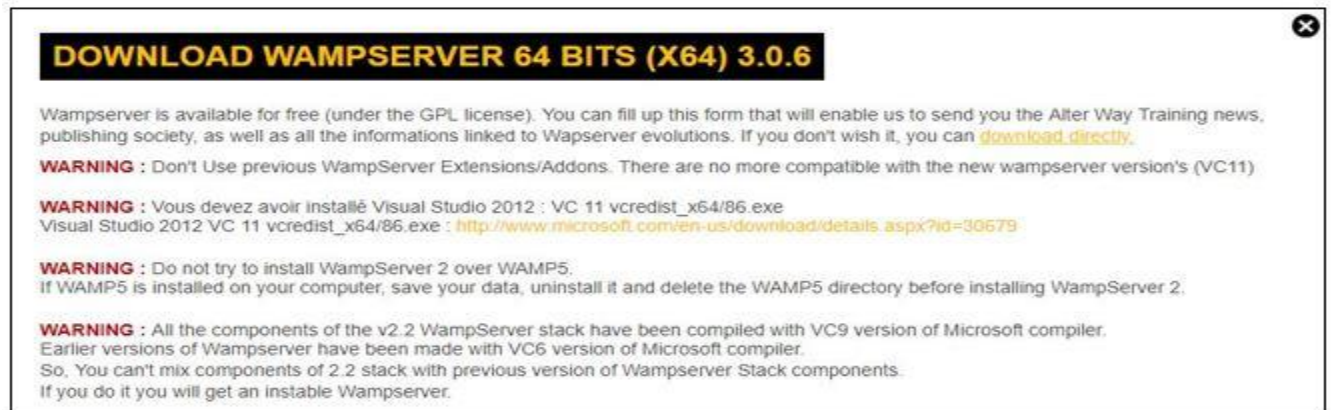 DOWNLOAD WAMPSERVER 64 BITS (X64) 3.0.6
Wampserver is available for free (under the GPL license). You can fill up this form that will enable us to send you the Alter Way Training news,
publishing society, as well as all the informations linked to Wapserver evolutions. If you don't wish it, you can download directly.
WARNING : Don't Use previous WampServer Extensions/Addons. There are no more compatible with the new wampserver version's (VC11)
WARNING : Vous devez avoir installé Visual Studio 2012 : VC 11 vcredist_x64/86.exe
Visual Studio 2012 VC 11 vcredist_x64/86.exe : http://www.microsoft.com/en-us/download/details.aspx?id=30679
WARNING : Do not try to install WampServer 2 over WAMP5.
If WAMP5 is installed on your computer, save your data, uninstall it and delete the WAMP5 directory before installing WampServer 2.
WARNING : All the components of the v2.2 WampServer stack have been compiled with VC9 version of Microsoft compiler.
Earlier versions of Wampserver have been made with VC6 version of Microsoft compiler.
So, You can't mix components of 2.2 stack with previous version of Wampserver Stack components.
If you do it you will get an instable Wampserver.